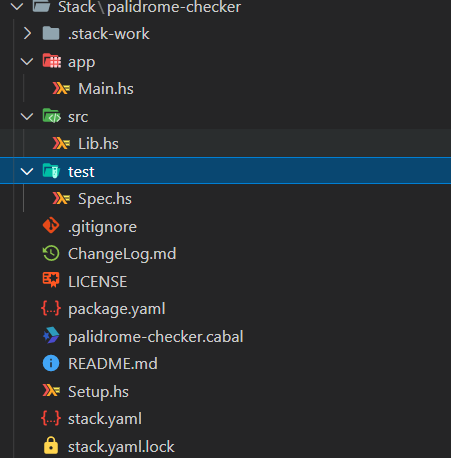 Stack\palidrome-checker
.stack-work
app
Main.hs
src
Lib.hs
test
Spec.hs
.gitignore
ChangeLog.md
LICENSE
package.yaml
palidrome-checker.cabal
README.md
Setup.hs
stack.yaml
stack.yaml.lock